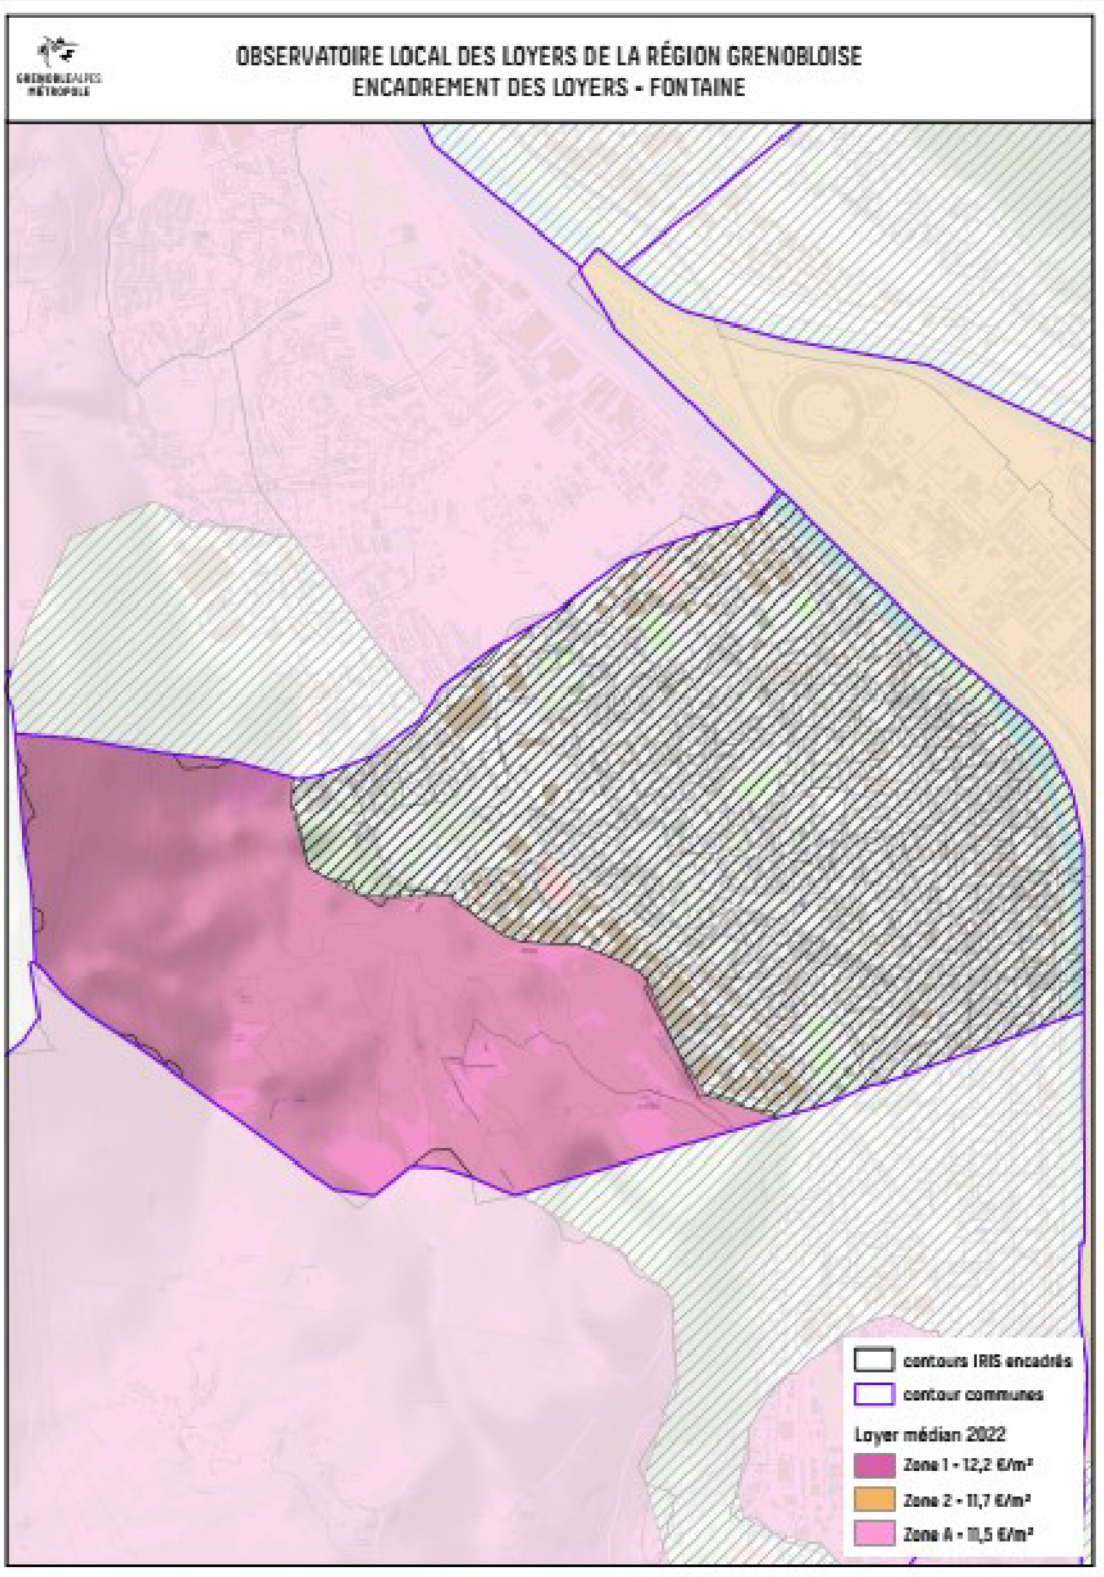 OBSERVATOIRE LOCAL DES LOYERS DE LA RÉGION GRENOBLOISE
ENCADREMENT DES LOYERS - FONTAINE
GRENOBLEALPES
MÉTROPOLE
contours IRIS encadrés
contour communes
Loyer médian 2022
Zone 1 - 12,2 €/m²
Zone 2 - 11,7 €/m²
Zone A - 11,5 €/m²